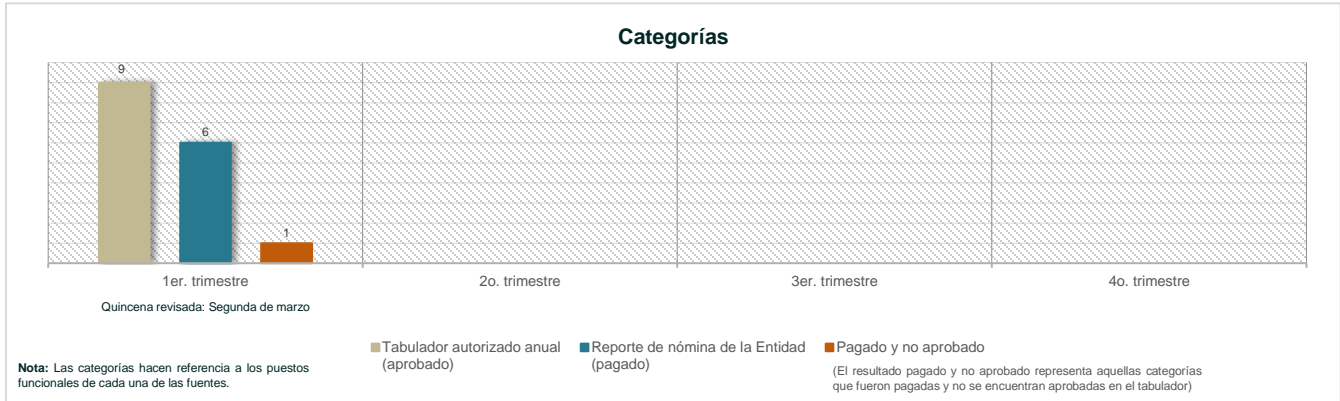 Categorías
9
6
1
1er. trimestre
2o. trimestre
3er. trimestre
4o. trimestre
Quincena revisada: Segunda de marzo
Tabulador autorizado anual
(aprobado)
Reporte de nómina de la Entidad
(pagado)
Pagado y no aprobado
(El resultado pagado y no aprobado representa aquellas categorías
que fueron pagadas y no se encuentran aprobadas en el tabulador)
Nota: Las categorías hacen referencia a los puestos
funcionales de cada una de las fuentes.